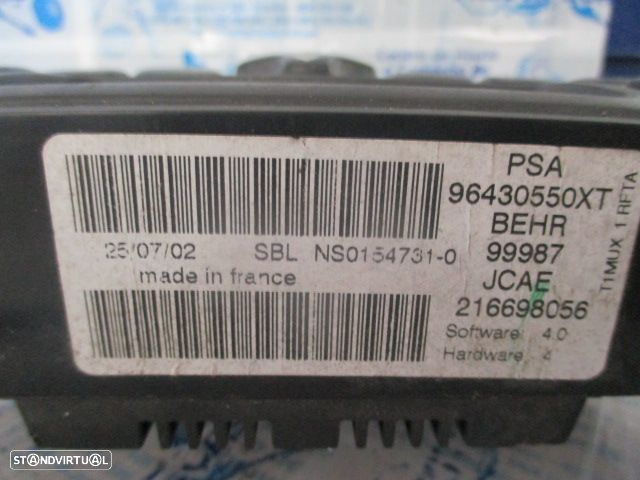 PSA
96430550XT
BEHR
99987
JCAE
216698056
Software 4.0
Hardware 4
T1MUX 1 RFTA
25/07/02 SBL NS0154731-0
made in france
STANDVIRTUAL